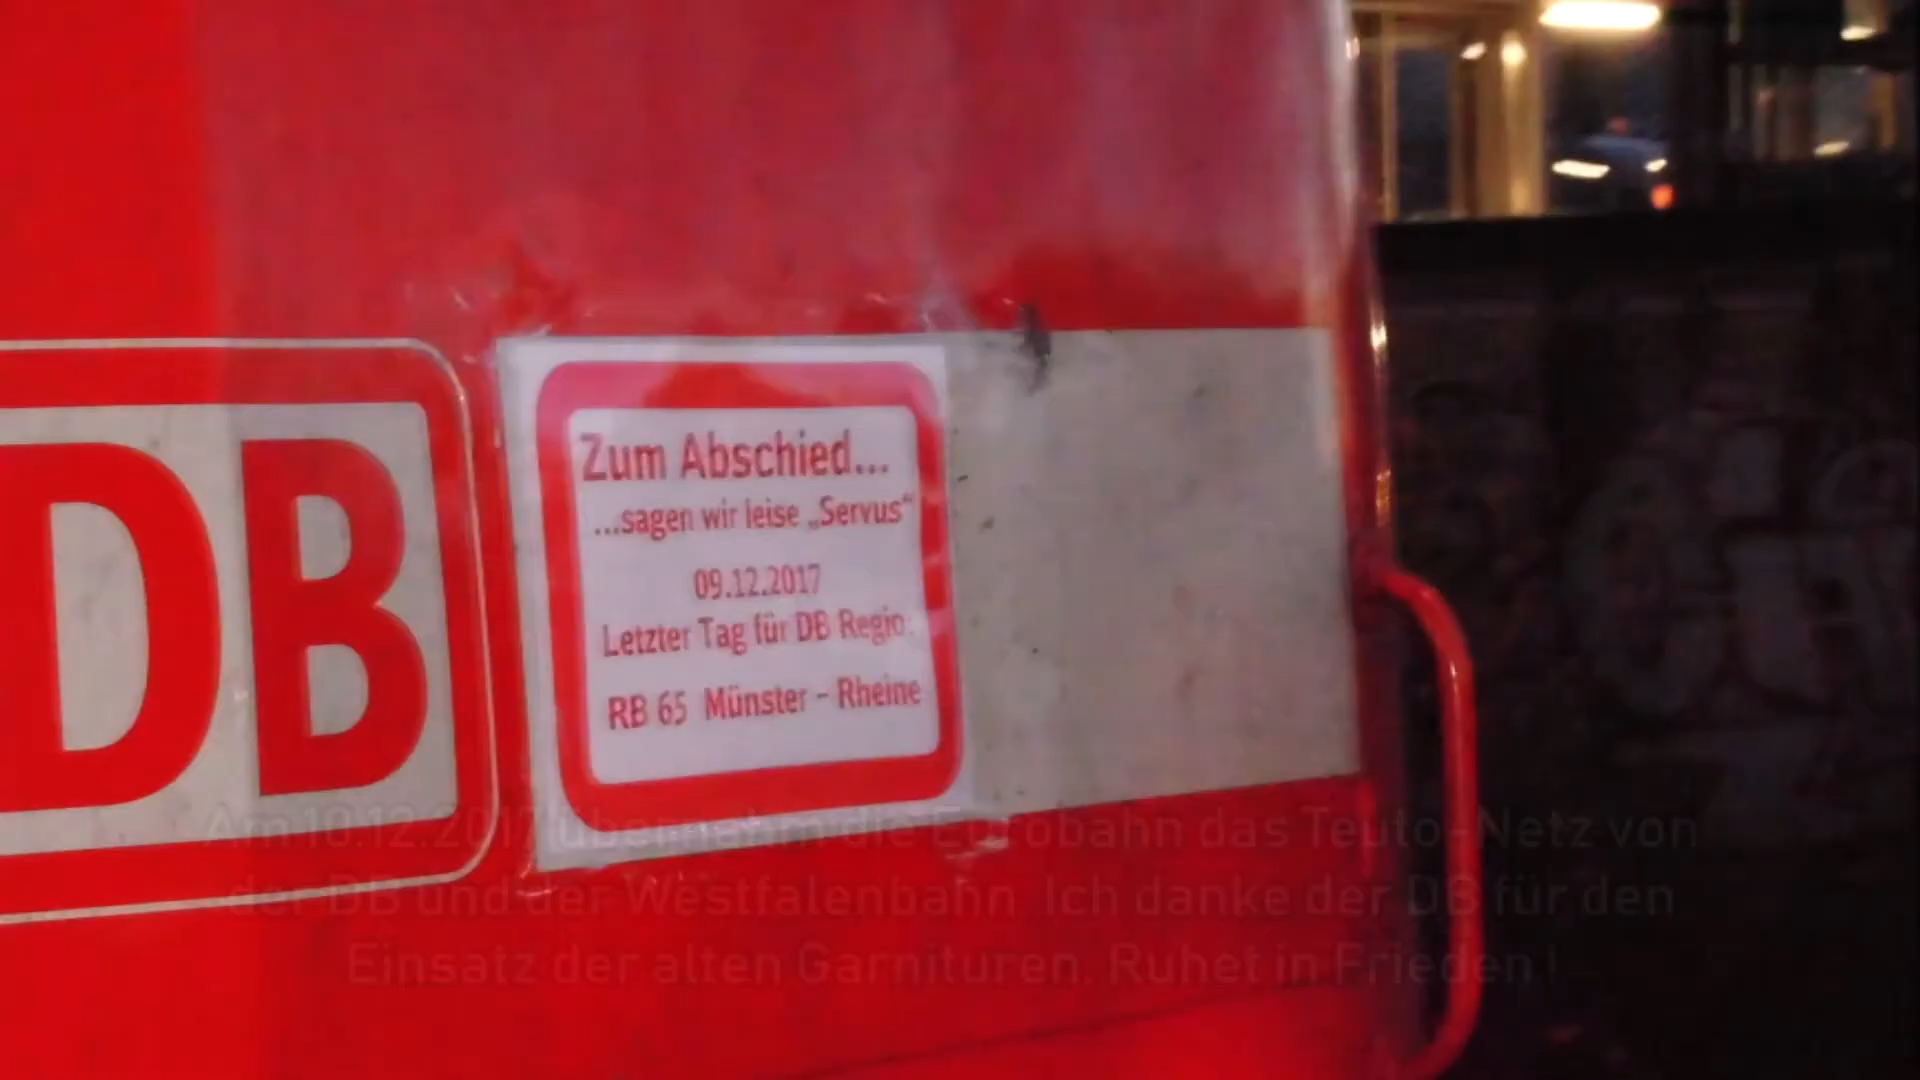 DB
Zum Abschied...
...sagen wir leise „Servus“
09.12.2017
Letzter Tag für DB Regio:
RB 65 Münster - Rheine
Am 10.12.2017 übernahm die Eurobahn das Teuto-Netz von
der DB und der Westfalenbahn. Ich danke der DB für den
Einsatz der alten Garnituren. Ruhet in Frieden!